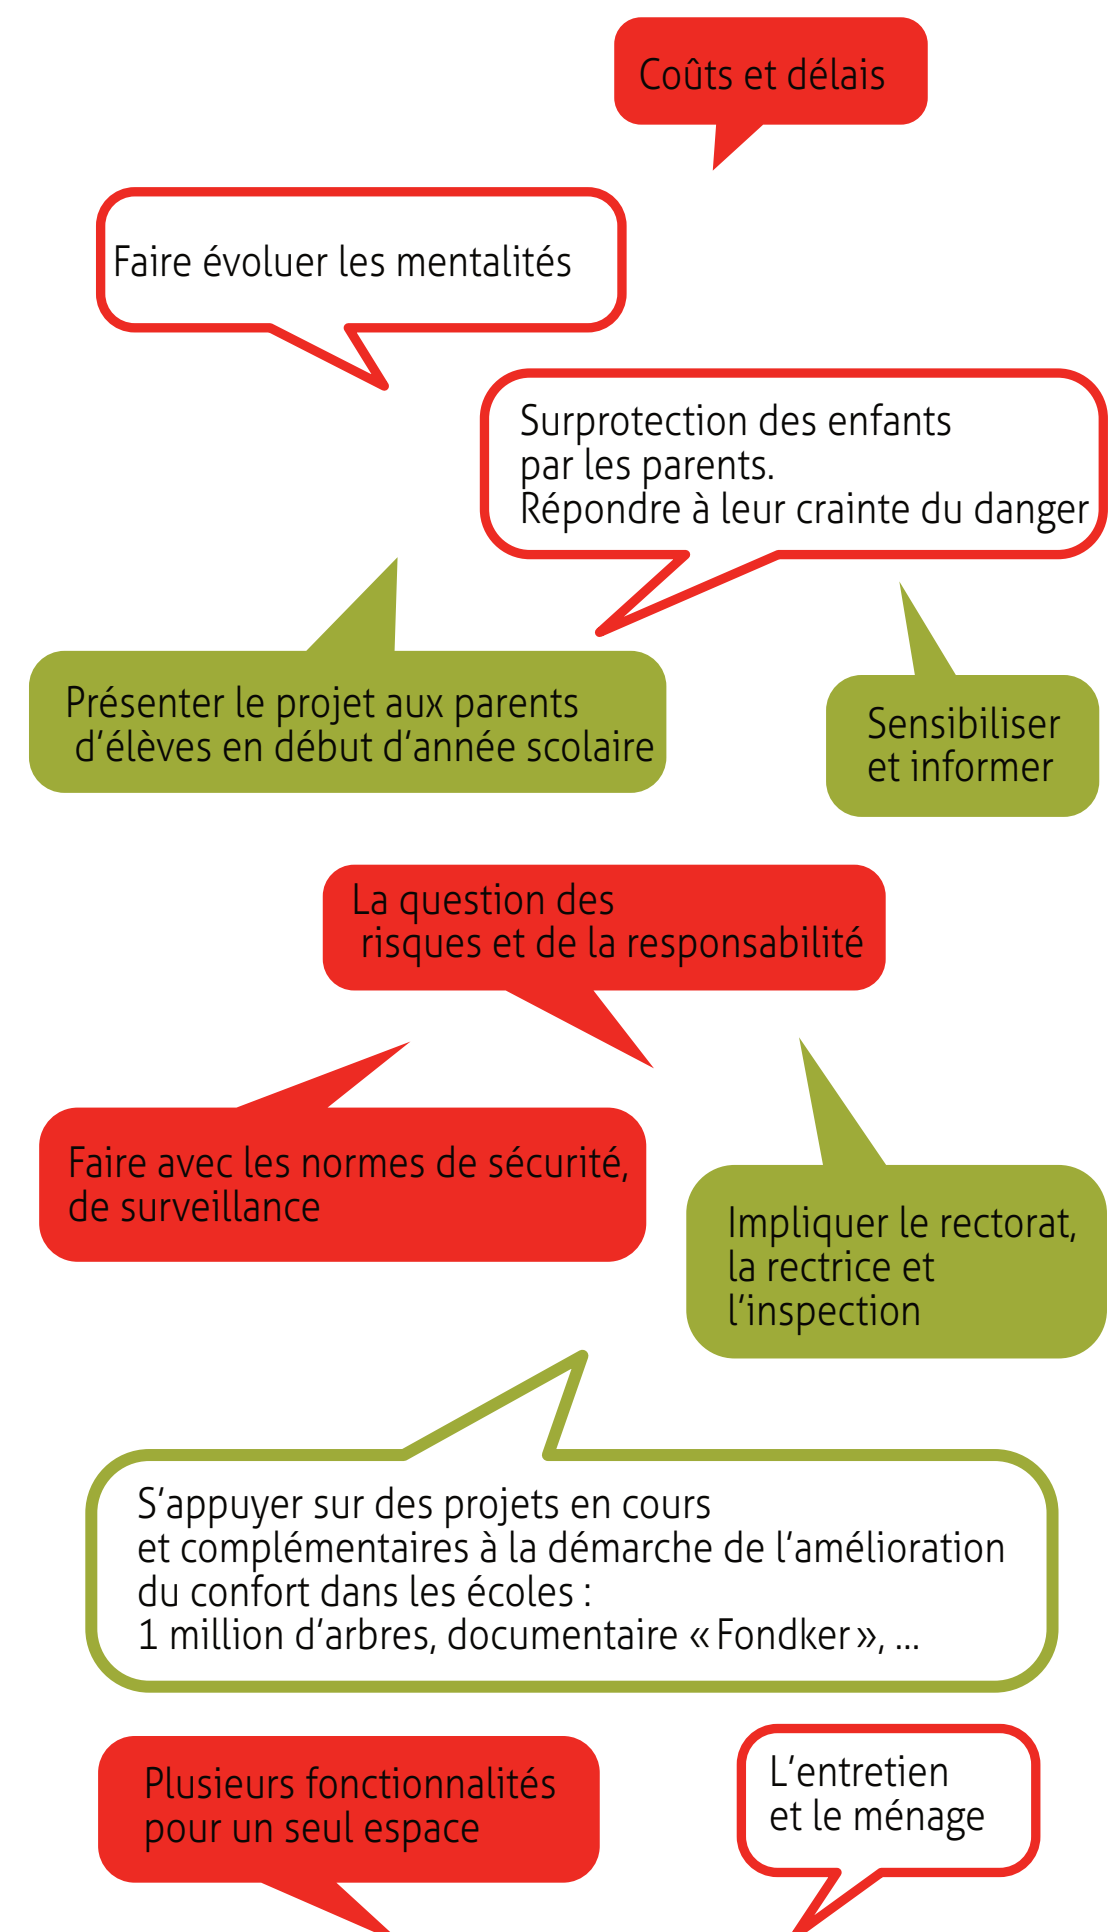 Coûts et délais
Faire évoluer les mentalités
Surprotection des enfants
par les parents.
Répondre à leur crainte du danger
Présenter le projet aux parents
d’élèves en début d’année scolaire
Sensibiliser
et informer
La question des
risques et de la responsabilité
Faire avec les normes de sécurité,
de surveillance
Impliquer le rectorat,
la rectrice et
l’inspection
S’appuyer sur des projets en cours
et complémentaires à la démarche de l’amélioration
du confort dans les écoles :
1 million d’arbres, documentaire « Fondker », ...
Plusieurs fonctionnalités
pour un seul espace
L’entretien
et le ménage